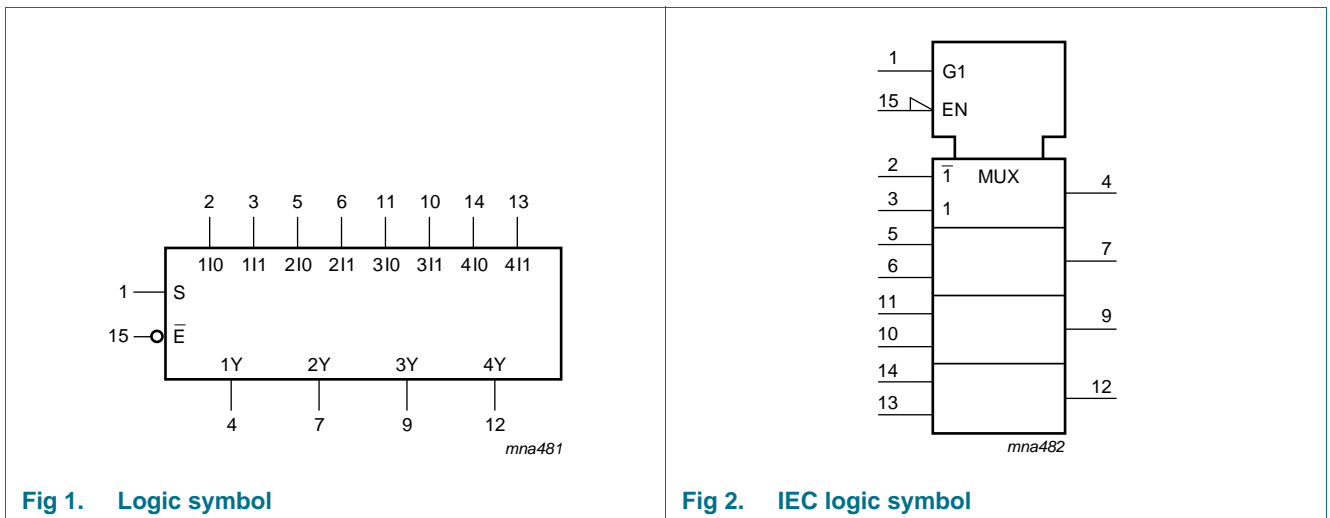 2 3 5 6 11 10 14 13
1I0 1I1 2I0 2I1 3I0 3I1 4I0 4I1
1 S
15 E̅
1Y 2Y 3Y 4Y
4 7 9 12
mna481
Fig 1. Logic symbol
1 G1
15 EN
2 1̅ MUX 4
3 1
5
7
6
11
9
10
14
12
13
mna482
Fig 2. IEC logic symbol